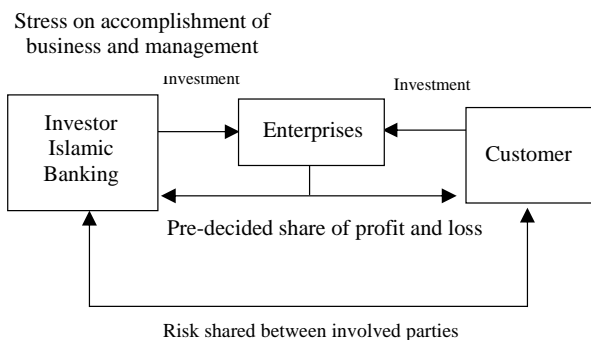 Stress on accomplishment of
business and management
Investment
Investment
Investor
Islamic
Banking
Enterprises
Customer
Pre-decided share of profit and loss
Risk shared between involved parties